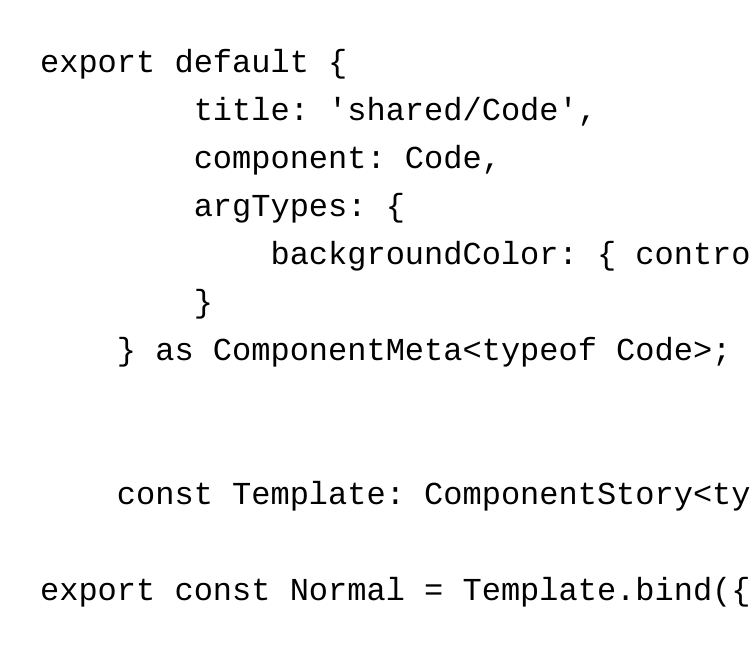 export default {
title: 'shared/Code',
component: Code,
argTypes: {
backgroundColor: { contro
}
} as ComponentMeta<typeof Code>;
const Template: ComponentStory<ty
export const Normal = Template.bind({